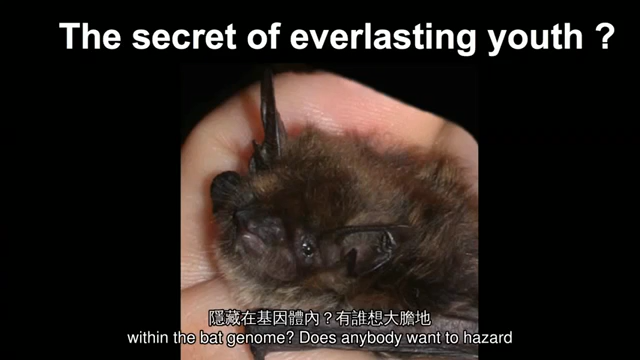 The secret of everlasting youth ?
隱藏在基因體內？有誰想大膽地
within the bat genome? Does anybody want to hazard